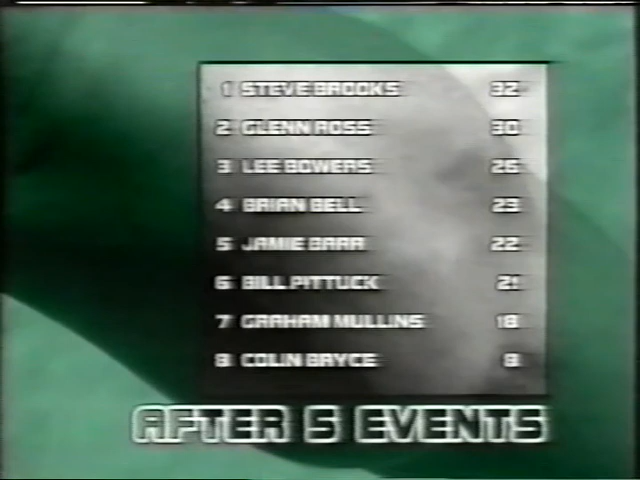 1 STEVE BROOKS 32
2 GLENN ROSS 30
3 LEE BOWERS 26
4 BRIAN BELL 23
5 JAMIE BARR 22
6 BILL PITTUCK 21
7 GRAHAM MULLINS 18
8 COLIN BRYCE
AFTER 5 EVENTS